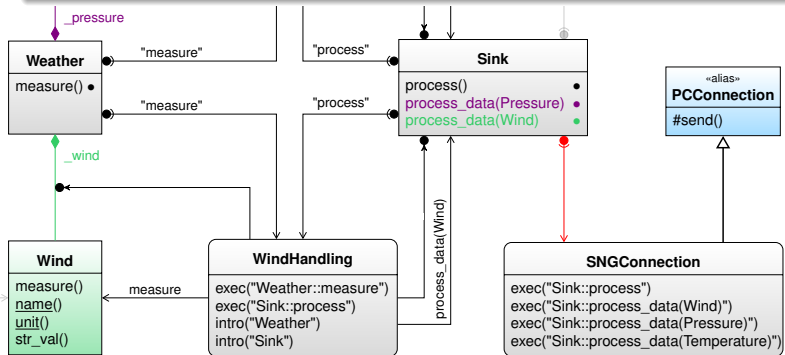 _pressure
Weather
measure()
"measure"
"measure"
"process"
"process"
Sink
process()
process_data(Pressure)
process_data(Wind)
«alias»
PCConnection
#send()
_wind
Wind
measure()
name()
unit()
str_val()
measure
WindHandling
exec("Weather::measure")
exec("Sink::process")
intro("Weather")
intro("Sink")
process_data(Wind)
SNGConnection
exec("Sink::process")
exec("Sink::process_data(Wind)")
exec("Sink::process_data(Pressure)")
exec("Sink::process_data(Temperature)")